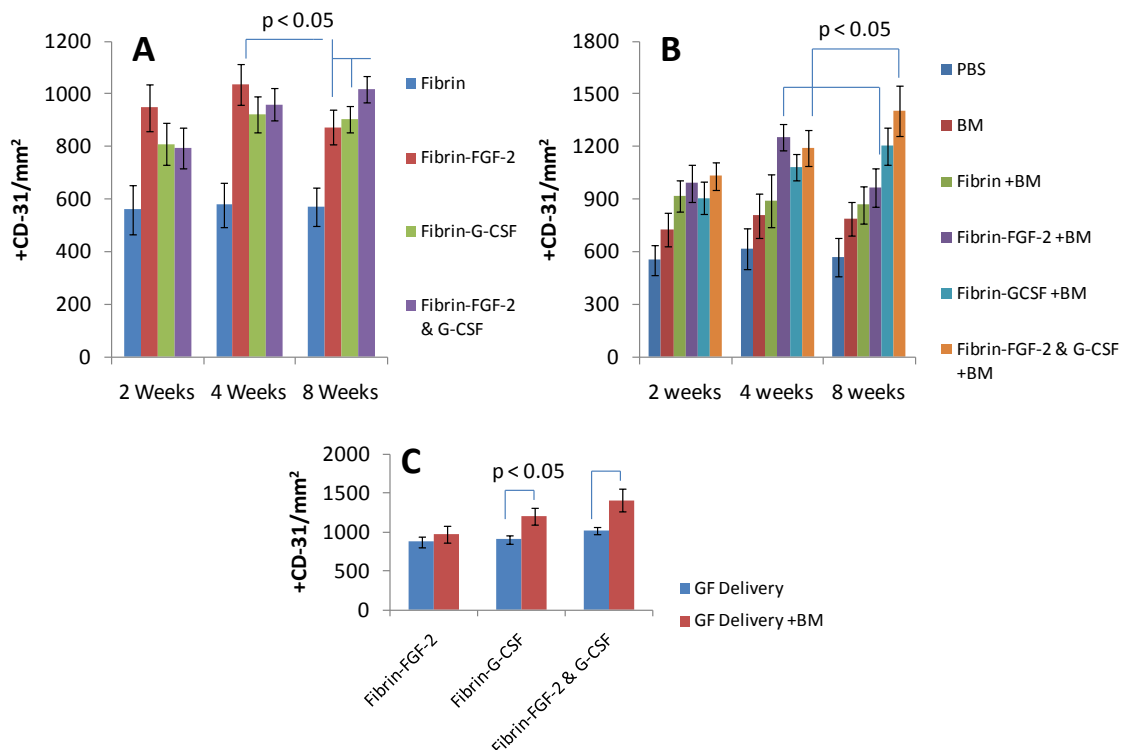 A
p < 0.05
+CD-31/mm²
1200
1000
800
600
400
200
0
2 Weeks 4 Weeks 8 Weeks
Fibrin
Fibrin-FGF-2
Fibrin-G-CSF
Fibrin-FGF-2
& G-CSF
B
p < 0.05
+CD-31/mm²
1800
1500
1200
900
600
300
0
2 weeks 4 weeks 8 weeks
PBS
BM
Fibrin +BM
Fibrin-FGF-2 +BM
Fibrin-GCSF +BM
Fibrin-FGF-2 & G-CSF
+BM
C
p < 0.05
+CD-31/mm²
2000
1500
1000
500
0
Fibrin-FGF-2
Fibrin-G-CSF
Fibrin-FGF-2 & G-CSF
GF Delivery
GF Delivery +BM